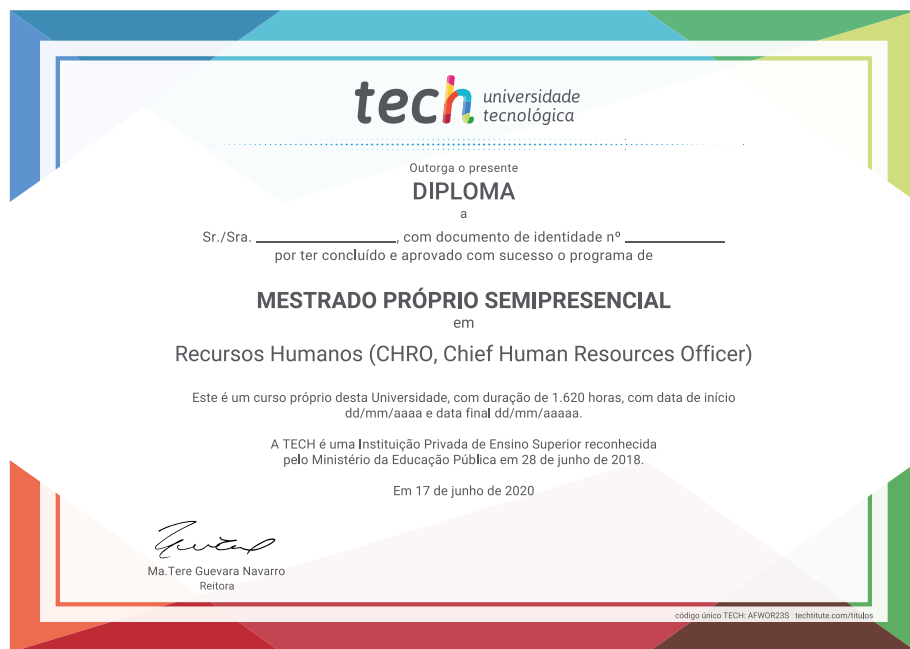 tech universidade
tecnológica
Outorga o presente
DIPLOMA
a
Sr./Sra. ________________, com documento de identidade nº ____________
por ter concluído e aprovado com sucesso o programa de
MESTRADO PRÓPRIO SEMIPRESENCIAL
em
Recursos Humanos (CHRO, Chief Human Resources Officer)
Este é um curso próprio desta Universidade, com duração de 1.620 horas, com data de início
dd/mm/aaaa e data final dd/mm/aaaaa.
A TECH é uma Instituição Privada de Ensino Superior reconhecida
pelo Ministério da Educação Pública em 28 de junho de 2018.
Em 17 de junho de 2020
Ma.Tere Guevara Navarro
Reitora
código único TECH: AFWOR23S techtitute.com/titulos